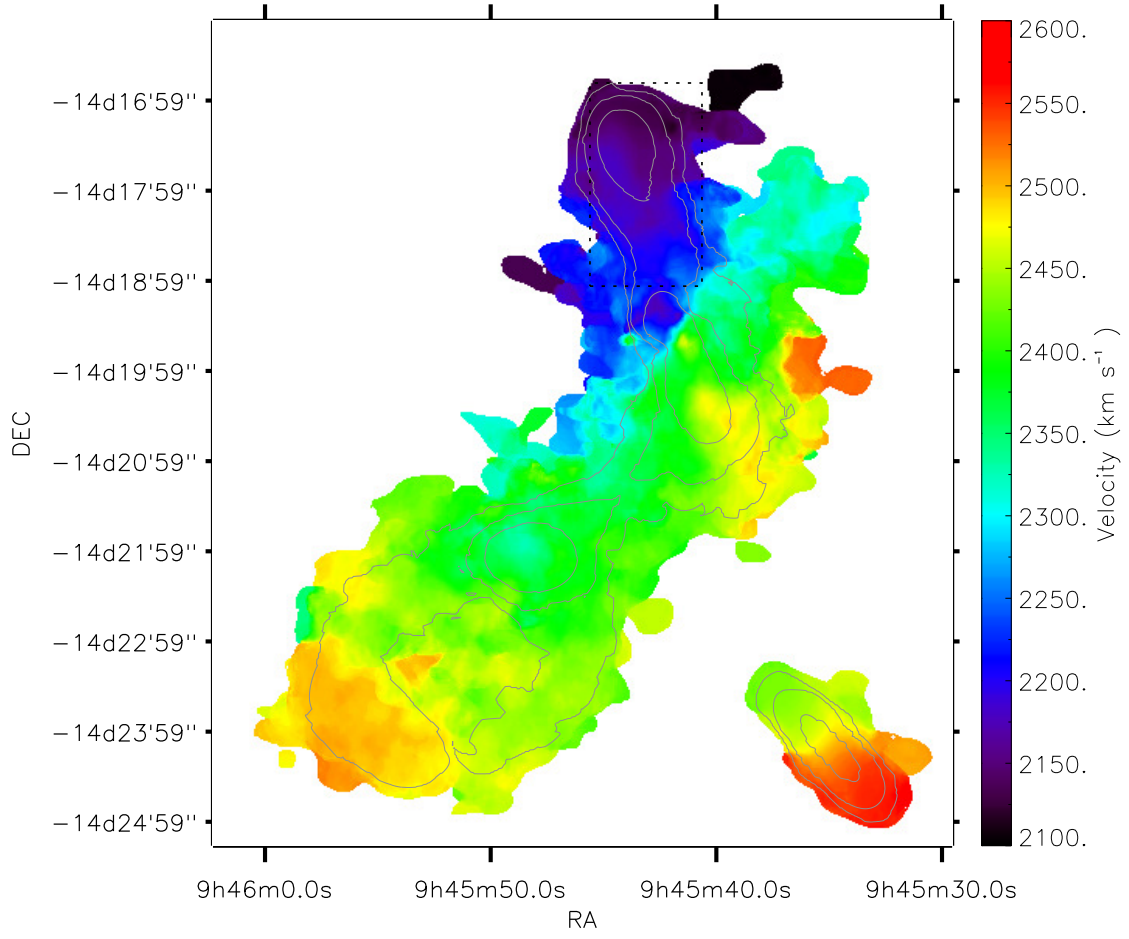 -14d16'59"
-14d17'59"
-14d18'59"
-14d19'59"
-14d20'59"
-14d21'59"
-14d22'59"
-14d23'59"
-14d24'59"
DEC
9h46m0.0s
9h45m50.0s
9h45m40.0s
9h45m30.0s
RA
2600.
2550.
2500.
2450.
2400.
2350.
2300.
2250.
2200.
2150.
2100.
Velocity (km s⁻¹ )